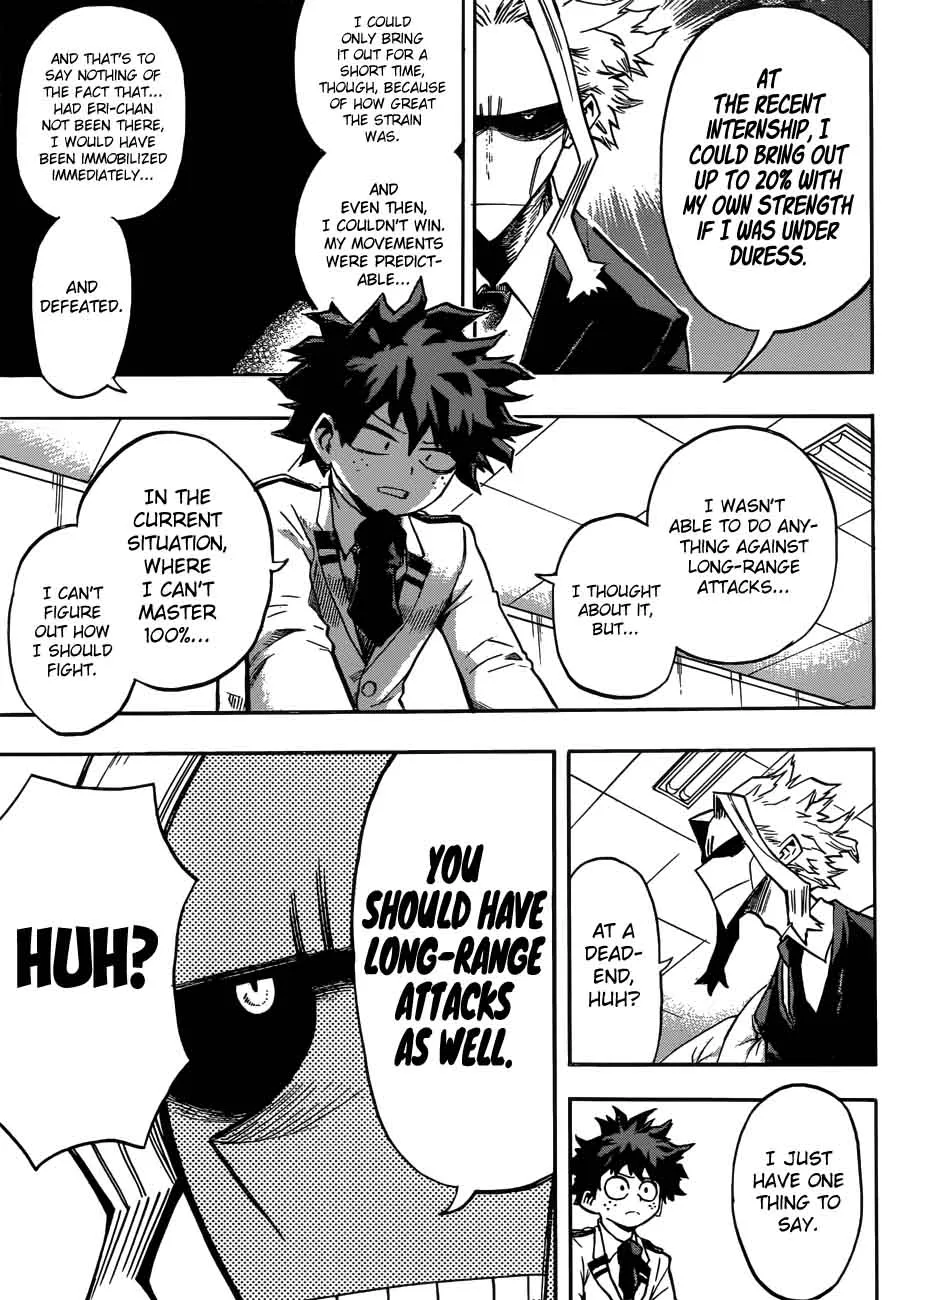 AT
THE RECENT
INTERNSHIP, I
COULD BRING OUT
UP TO 20% WITH
MY OWN STRENGTH
IF I WAS UNDER
DURESS.
I COULD
ONLY BRING
IT OUT FOR A
SHORT TIME,
THOUGH, BECAUSE
OF HOW GREAT
THE STRAIN
WAS.
AND
EVEN THEN,
I COULDN'T WIN.
MY MOVEMENTS
WERE PREDICT-
ABLE...
AND THAT'S TO
SAY NOTHING OF
THE FACT THAT...
HAD ERI-CHAN
NOT BEEN THERE,
I WOULD HAVE
BEEN IMMOBILIZED
IMMEDIATELY...
AND
DEFEATED.
I WASN'T
ABLE TO DO ANY-
THING AGAINST
LONG-RANGE
ATTACKS...
I THOUGHT
ABOUT IT,
BUT...
IN THE
CURRENT
SITUATION,
WHERE
I CAN'T
MASTER
100%...
I CAN'T
FIGURE
OUT HOW
I SHOULD
FIGHT.
AT A
DEAD-
END,
HUH?
I JUST
HAVE ONE
THING TO
SAY.
YOU
SHOULD HAVE
LONG-RANGE
ATTACKS
AS WELL.
HUH?